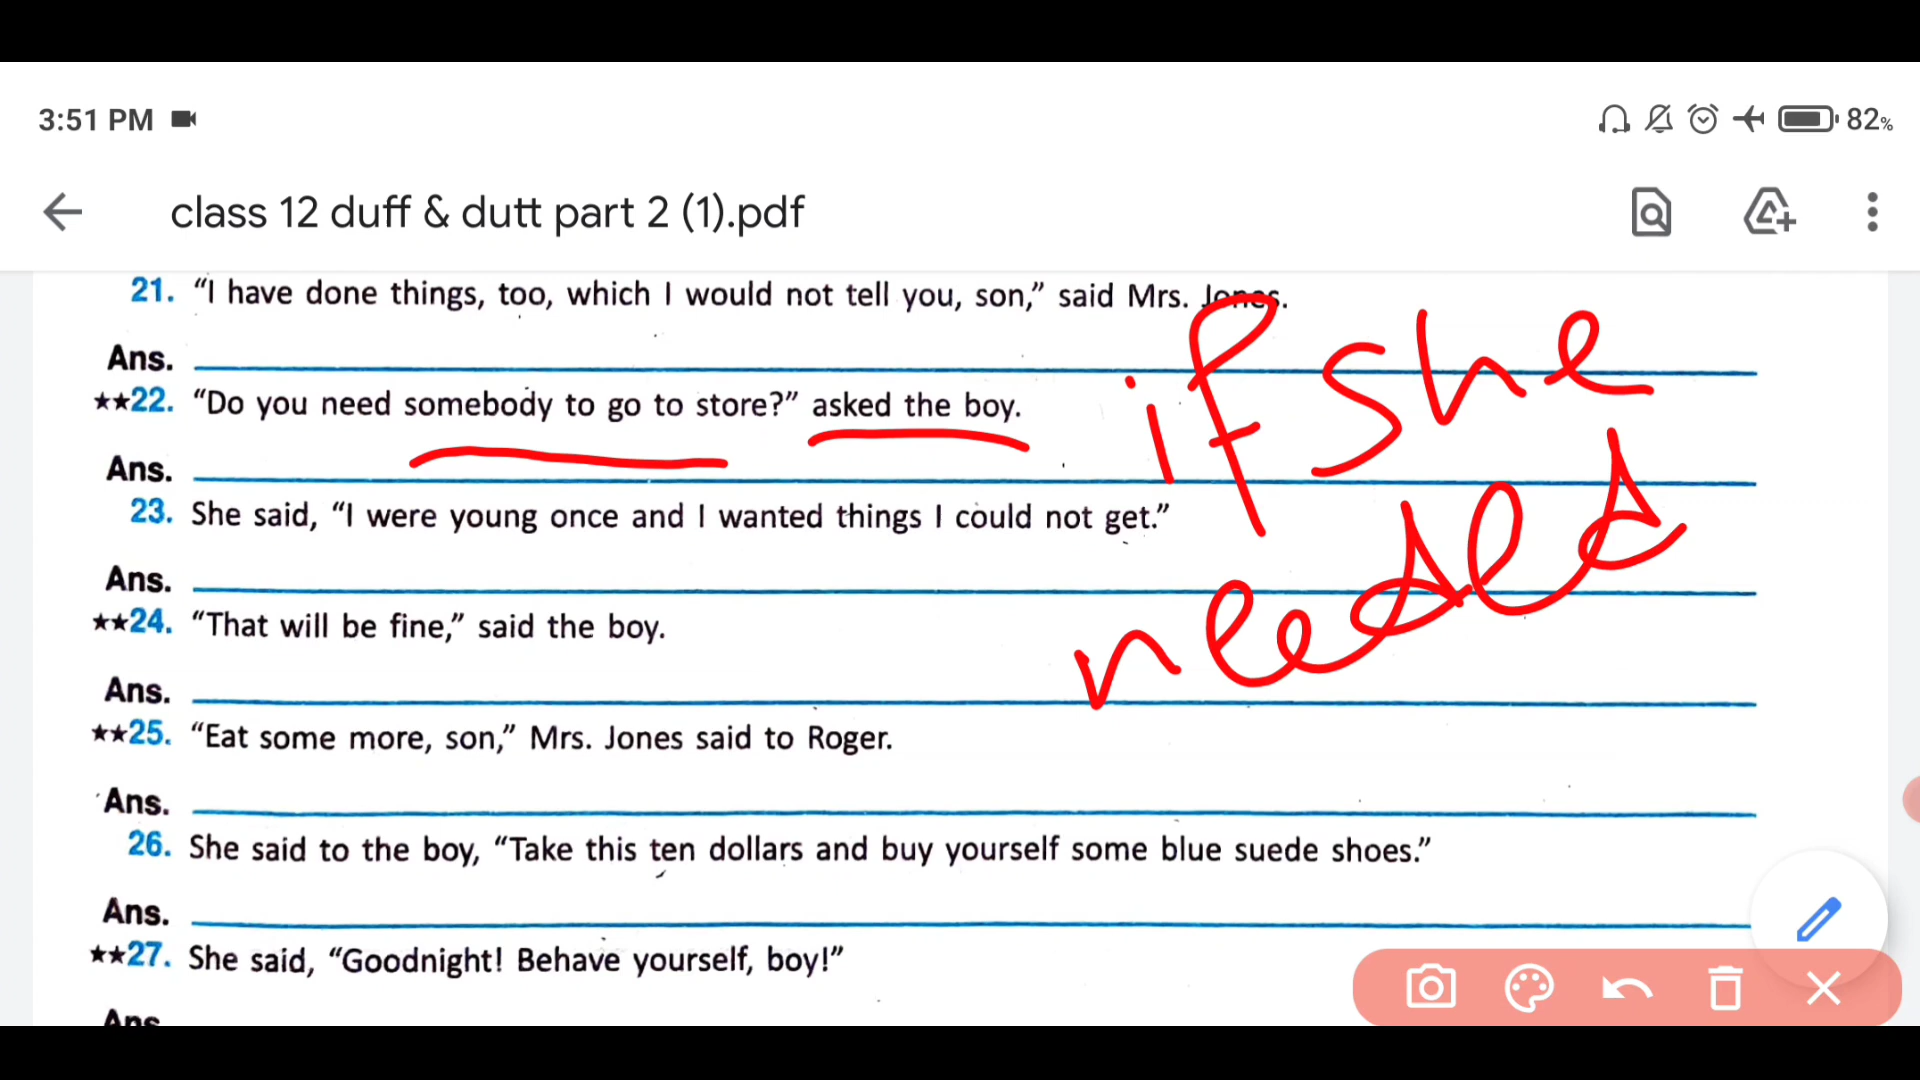 3:51 PM 82%
class 12 duff & dutt part 2 (1).pdf
21. “I have done things, too, which I would not tell you, son,” said Mrs. Jones.
Ans.
★★22. “Do you need somebody to go to store?” asked the boy.
if she
Ans.
23. She said, “I were young once and I wanted things I could not get.”
needed
Ans.
★★24. “That will be fine,” said the boy.
Ans.
★★25. “Eat some more, son,” Mrs. Jones said to Roger.
Ans.
26. She said to the boy, “Take this ten dollars and buy yourself some blue suede shoes.”
Ans.
★★27. She said, “Goodnight! Behave yourself, boy!”
Ans